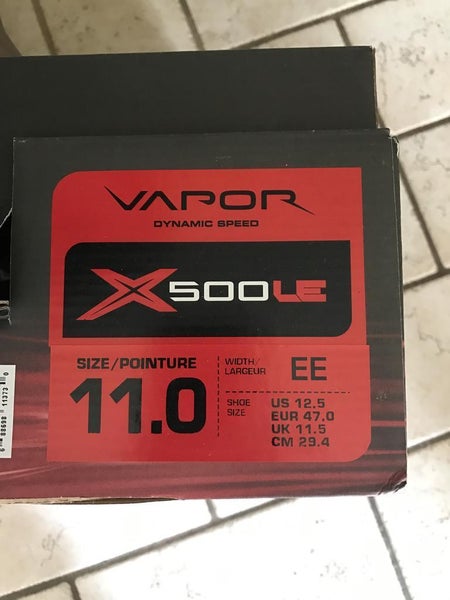 VAPOR
DYNAMIC SPEED
X500LE
SIZE/POINTURE
11.0
WIDTH/
LARGEUR
EE
SHOE
SIZE
US 12.5
EUR 47.0
UK 11.5
CM 29.4